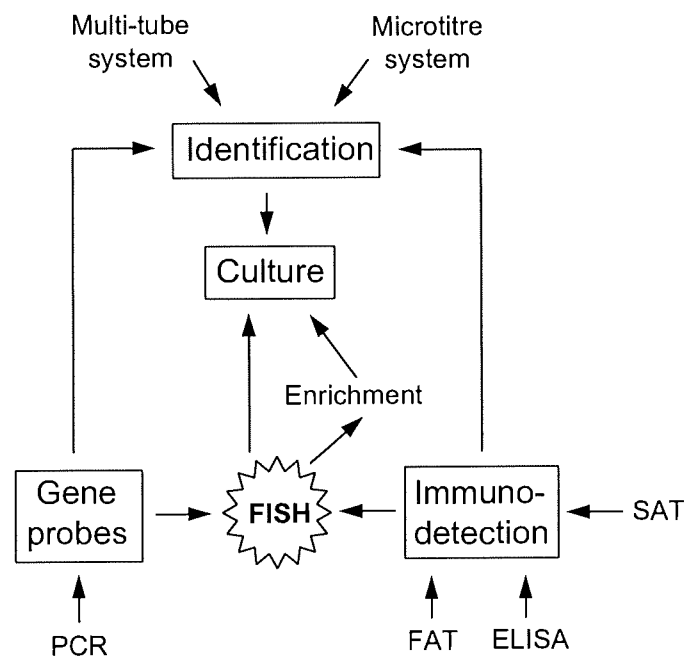 Multi-tube
system
Microtitre
system
Identification
Culture
Enrichment
Gene
probes
FISH
Immuno-
detection
SAT
PCR
FAT
ELISA